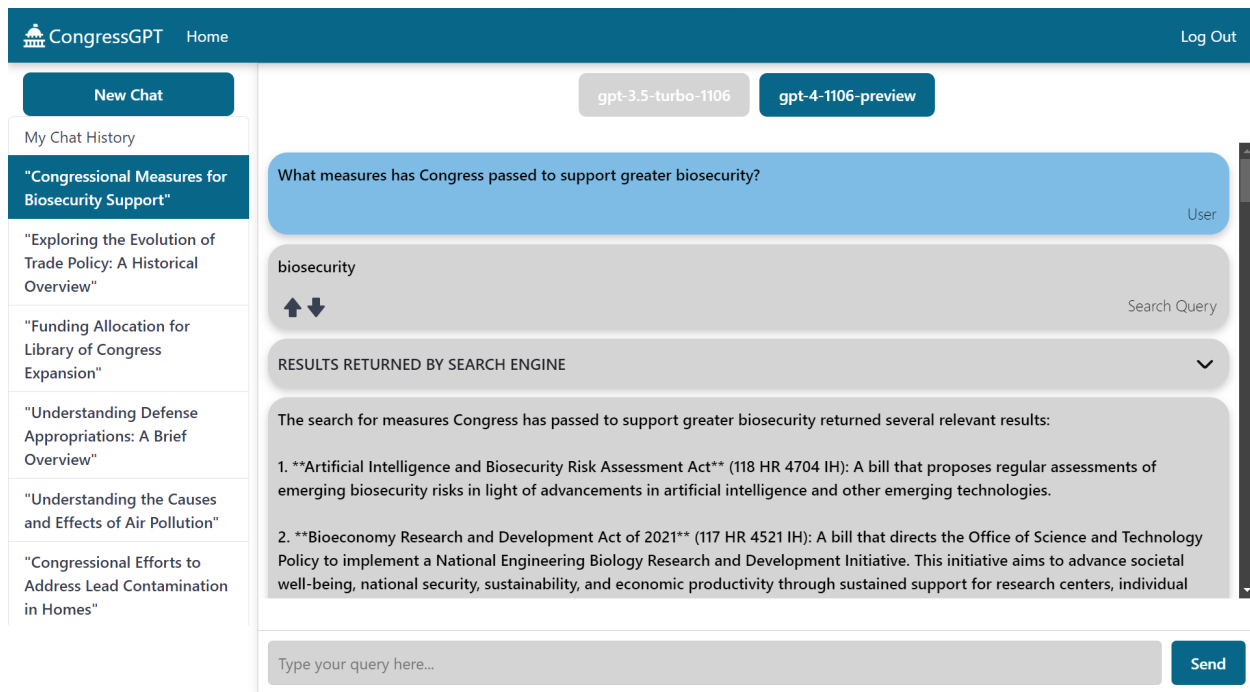 CongressGPT Home Log Out
New Chat
My Chat History
"Congressional Measures for
Biosecurity Support"
"Exploring the Evolution of
Trade Policy: A Historical
Overview"
"Funding Allocation for
Library of Congress
Expansion"
"Understanding Defense
Appropriations: A Brief
Overview"
"Understanding the Causes
and Effects of Air Pollution"
"Congressional Efforts to
Address Lead Contamination
in Homes"
gpt-3.5-turbo-1106 gpt-4-1106-preview
What measures has Congress passed to support greater biosecurity?
User
biosecurity
Search Query
RESULTS RETURNED BY SEARCH ENGINE
The search for measures Congress has passed to support greater biosecurity returned several relevant results:
1. **Artificial Intelligence and Biosecurity Risk Assessment Act** (118 HR 4704 IH): A bill that proposes regular assessments of
emerging biosecurity risks in light of advancements in artificial intelligence and other emerging technologies.
2. **Bioeconomy Research and Development Act of 2021** (117 HR 4521 IH): A bill that directs the Office of Science and Technology
Policy to implement a National Engineering Biology Research and Development Initiative. This initiative aims to advance societal
well-being, national security, sustainability, and economic productivity through sustained support for research centers, individual
Type your query here...
Send